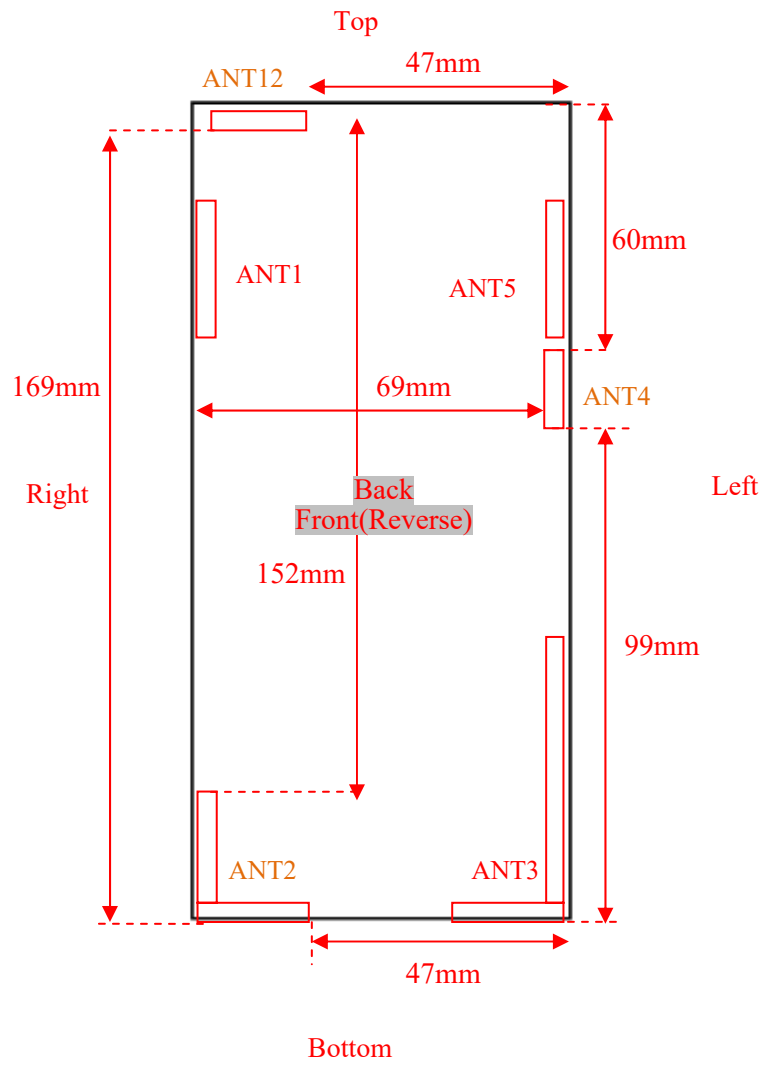 Top
47mm
ANT12
60mm
ANT1
ANT5
169mm
69mm
ANT4
Right
Back
Left
Front(Reverse)
152mm
99mm
ANT2
ANT3
47mm
Bottom